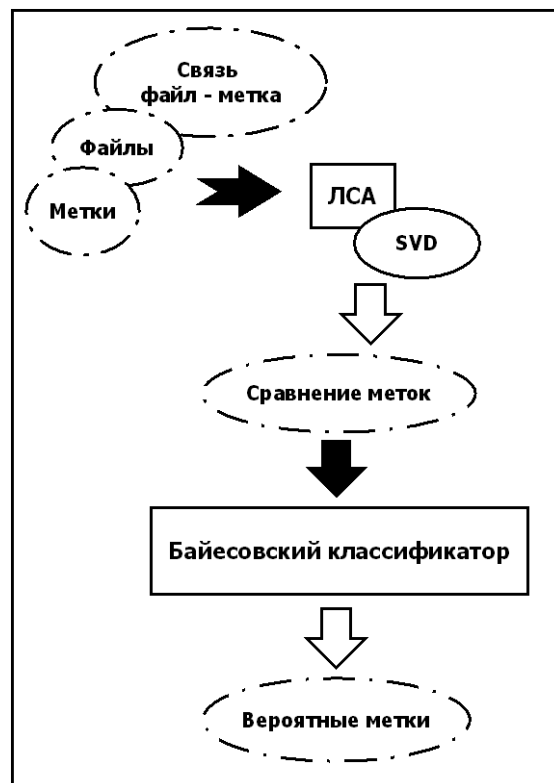 Связь
файл - метка
Файлы
Метки
ЛСА
SVD
Сравнение меток
Байесовский классификатор
Вероятные метки